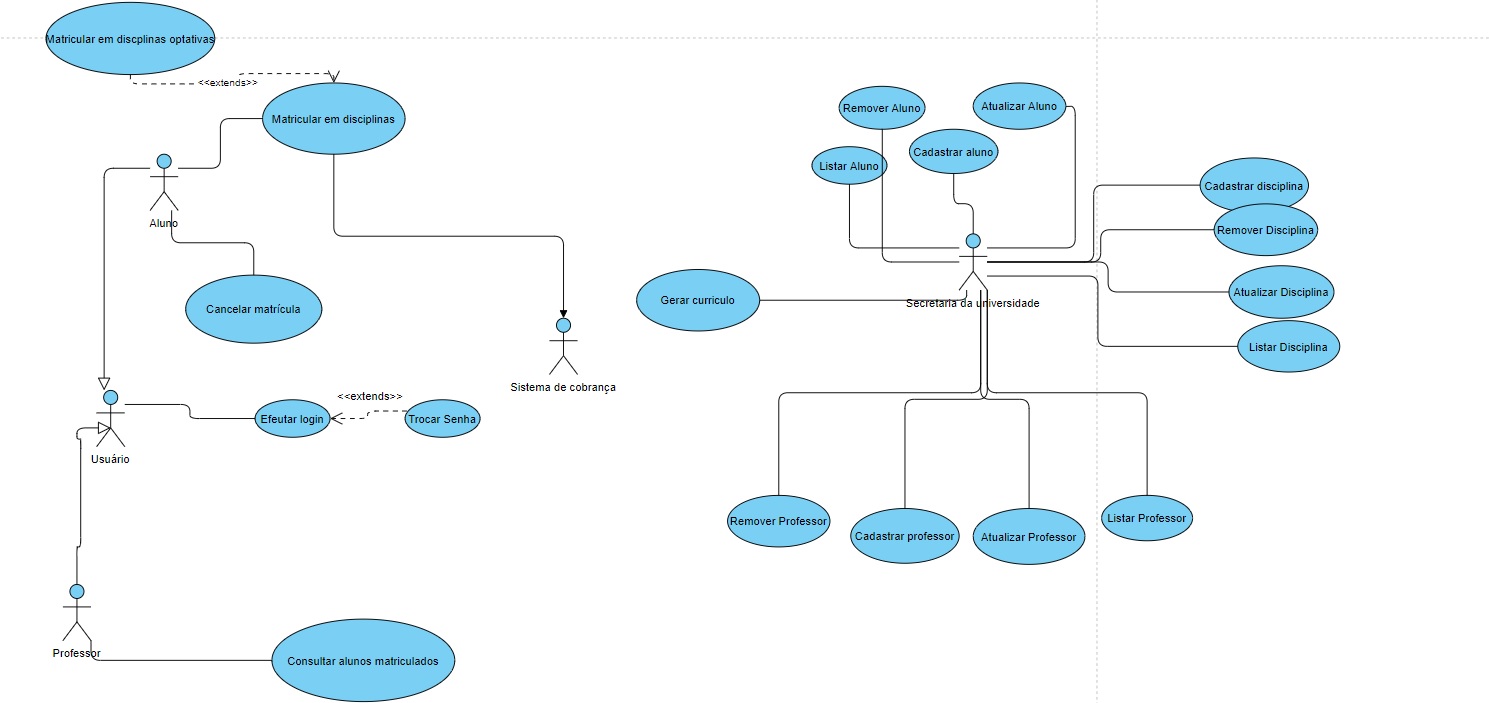 Matricular em discplinas optativas
<<extends>>
Matricular em disciplinas
Aluno
Cancelar matrícula
Sistema de cobrança
Efeutar login
<<extends>>
Trocar Senha
Usuário
Professor
Consultar alunos matriculados
Remover Aluno
Atualizar Aluno
Listar Aluno
Cadastrar aluno
Cadastrar disciplina
Remover Disciplina
Atualizar Disciplina
Listar Disciplina
Gerar curriculo
Secretaria da universidade
Remover Professor
Cadastrar professor
Atualizar Professor
Listar Professor